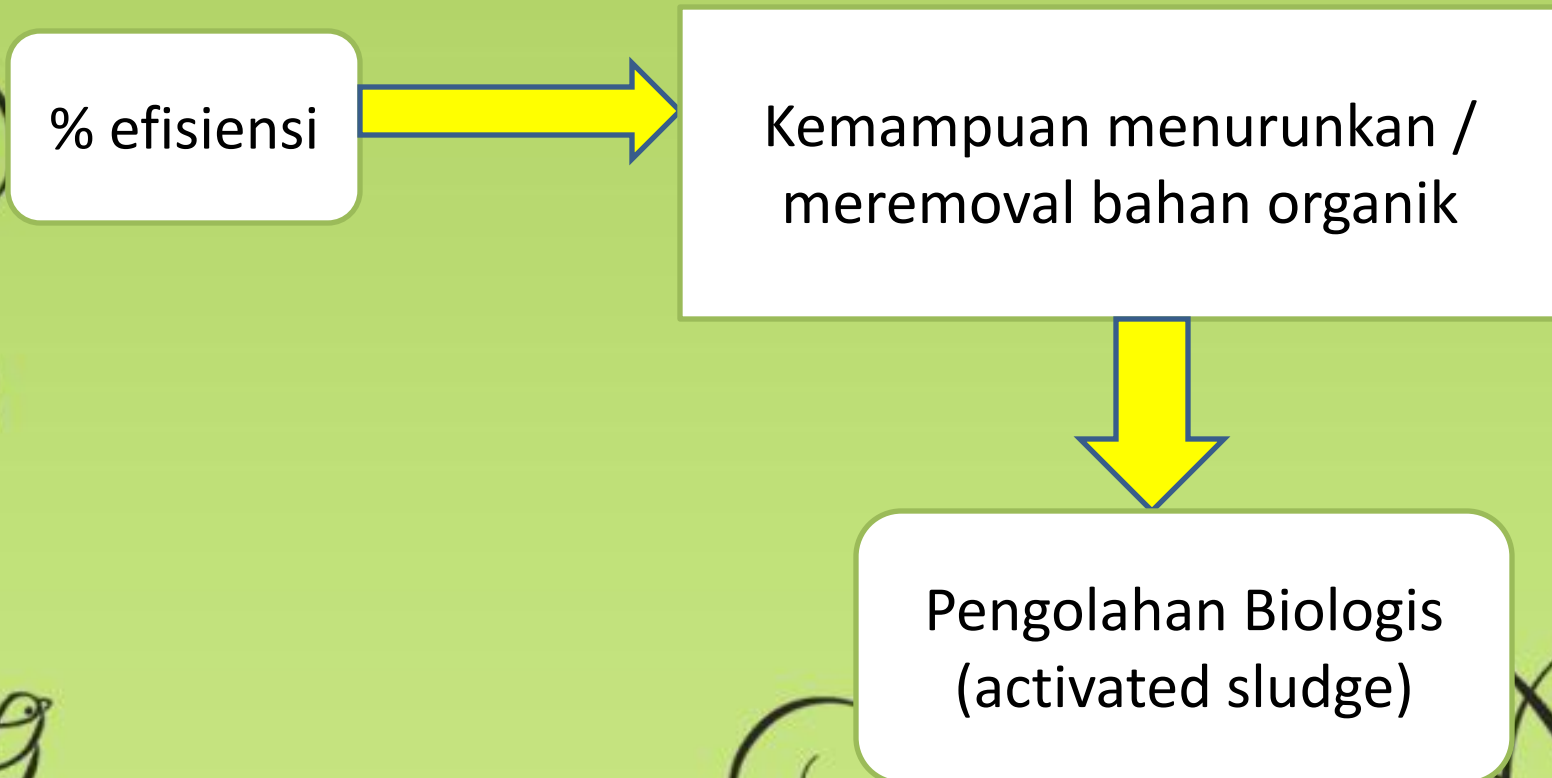 % efisiensi
Kemampuan menurunkan /
meremoval bahan organik
Pengolahan Biologis
(activated sludge)